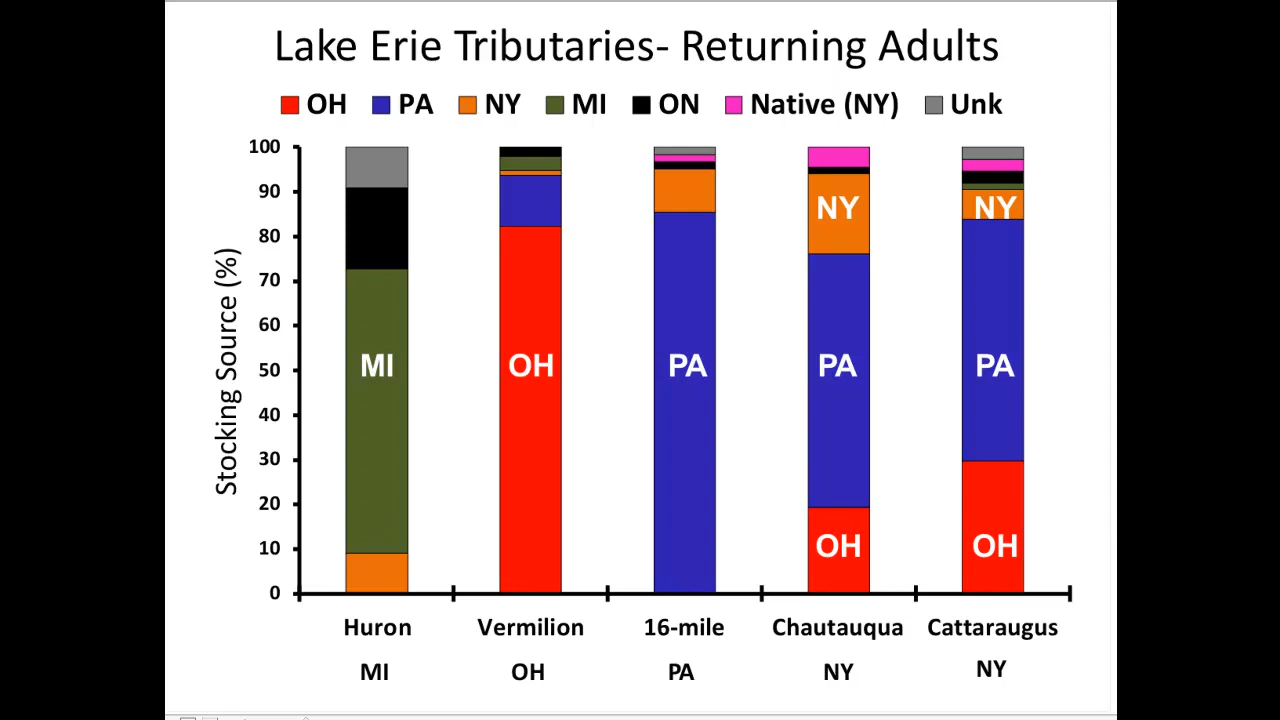 Lake Erie Tributaries- Returning Adults
OH PA NY MI ON Native (NY) Unk
Stocking Source (%)
100
90
80
70
60
50
40
30
20
10
0
MI
OH
PA
NY
PA
OH
NY
PA
OH
Huron Vermilion 16-mile Chautauqua Cattaraugus
MI OH PA NY NY